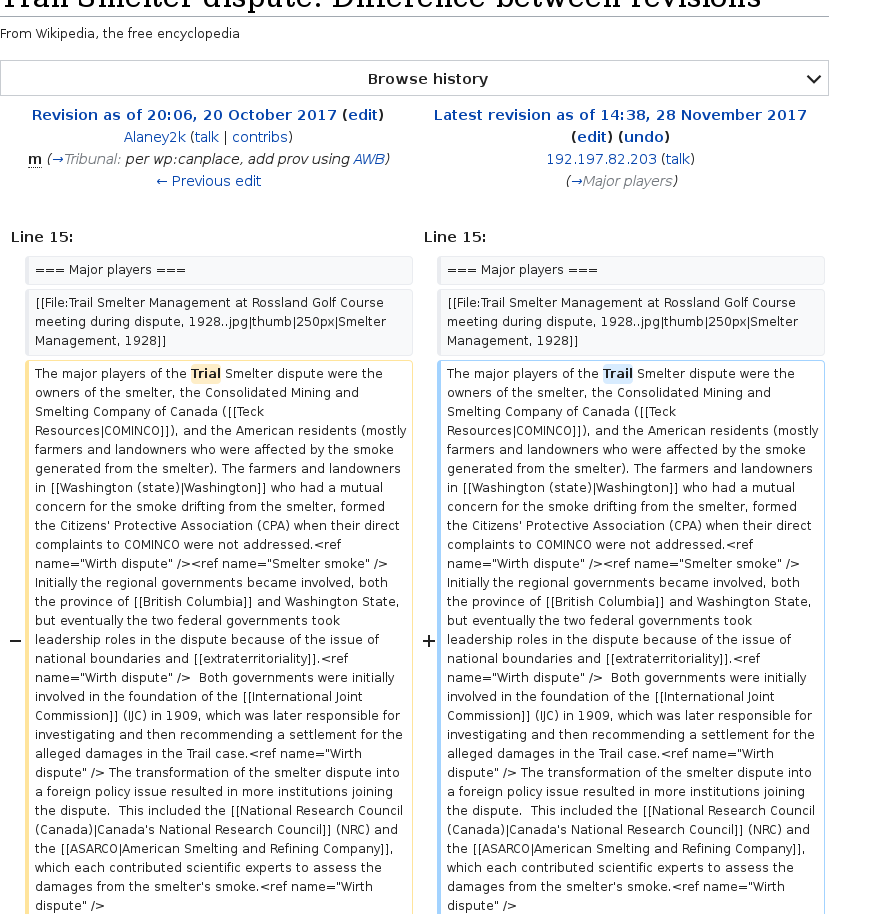 Trail Smelter dispute: Difference between revisions
From Wikipedia, the free encyclopedia
Browse history
Revision as of 20:06, 20 October 2017 (edit)
Alaney2k (talk | contribs)
m (→Tribunal: per wp:canplace, add prov using AWB)
← Previous edit
Latest revision as of 14:38, 28 November 2017
(edit) (undo)
192.197.82.203 (talk)
(→Major players)
Line 15:
=== Major players ===
[[File:Trail Smelter Management at Rossland Golf Course
meeting during dispute, 1928..jpg|thumb|250px|Smelter
Management, 1928]]
−
The major players of the Trial Smelter dispute were the
owners of the smelter, the Consolidated Mining and
Smelting Company of Canada ([[Teck
Resources|COMINCO]]), and the American residents (mostly
farmers and landowners who were affected by the smoke
generated from the smelter). The farmers and landowners
in [[Washington (state)|Washington]] who had a mutual
concern for the smoke drifting from the smelter, formed
the Citizens' Protective Association (CPA) when their direct
complaints to COMINCO were not addressed.<ref
name="Wirth dispute" /><ref name="Smelter smoke" />
Initially the regional governments became involved, both
the province of [[British Columbia]] and Washington State,
but eventually the two federal governments took
leadership roles in the dispute because of the issue of
national boundaries and [[extraterritoriality]].<ref
name="Wirth dispute" />  Both governments were initially
involved in the foundation of the [[International Joint
Commission]] (IJC) in 1909, which was later responsible for
investigating and then recommending a settlement for the
alleged damages in the Trail case.<ref name="Wirth
dispute" /> The transformation of the smelter dispute into
a foreign policy issue resulted in more institutions joining
the dispute.  This included the [[National Research Council
(Canada)|Canada's National Research Council]] (NRC) and
the [[ASARCO|American Smelting and Refining Company]],
which each contributed scientific experts to assess the
damages from the smelter's smoke.<ref name="Wirth
dispute" />
Line 15:
=== Major players ===
[[File:Trail Smelter Management at Rossland Golf Course
meeting during dispute, 1928..jpg|thumb|250px|Smelter
Management, 1928]]
+
The major players of the Trail Smelter dispute were the
owners of the smelter, the Consolidated Mining and
Smelting Company of Canada ([[Teck
Resources|COMINCO]]), and the American residents (mostly
farmers and landowners who were affected by the smoke
generated from the smelter). The farmers and landowners
in [[Washington (state)|Washington]] who had a mutual
concern for the smoke drifting from the smelter, formed
the Citizens' Protective Association (CPA) when their direct
complaints to COMINCO were not addressed.<ref
name="Wirth dispute" /><ref name="Smelter smoke" />
Initially the regional governments became involved, both
the province of [[British Columbia]] and Washington State,
but eventually the two federal governments took
leadership roles in the dispute because of the issue of
national boundaries and [[extraterritoriality]].<ref
name="Wirth dispute" />  Both governments were initially
involved in the foundation of the [[International Joint
Commission]] (IJC) in 1909, which was later responsible for
investigating and then recommending a settlement for the
alleged damages in the Trail case.<ref name="Wirth
dispute" /> The transformation of the smelter dispute into
a foreign policy issue resulted in more institutions joining
the dispute.  This included the [[National Research Council
(Canada)|Canada's National Research Council]] (NRC) and
the [[ASARCO|American Smelting and Refining Company]],
which each contributed scientific experts to assess the
damages from the smelter's smoke.<ref name="Wirth
dispute" />